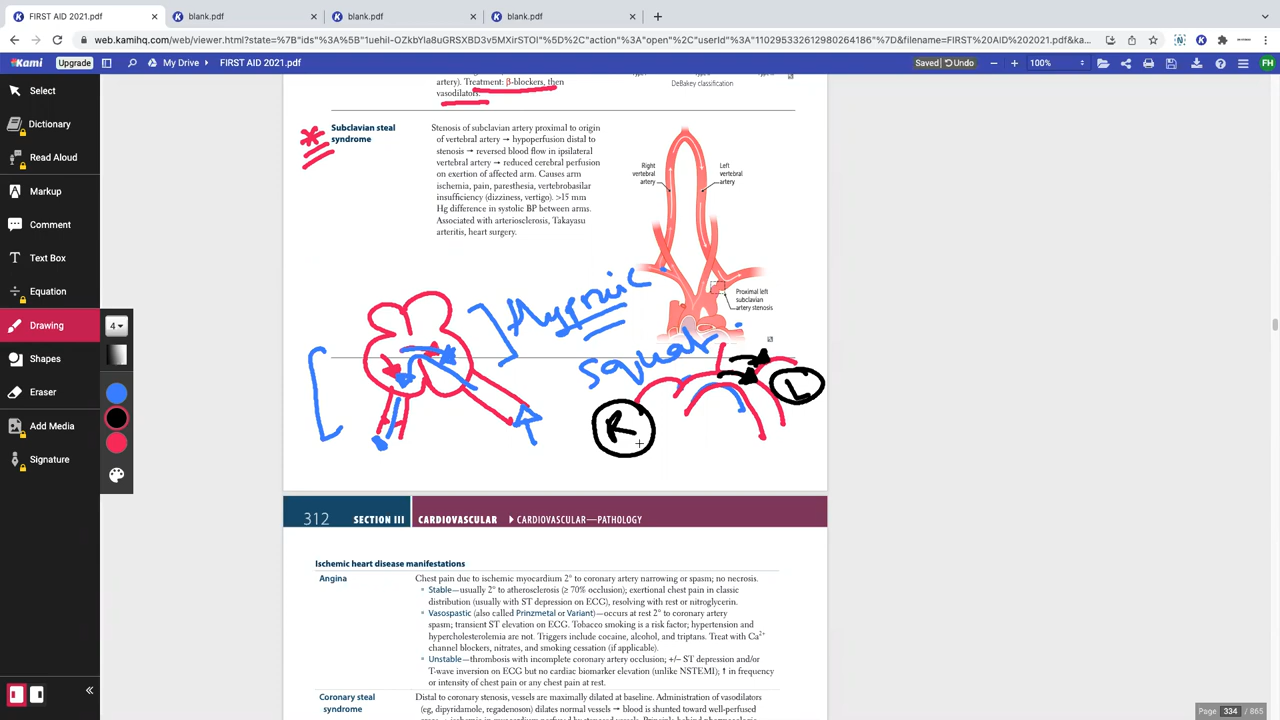 FIRST AID 2021.pdf
blank.pdf
blank.pdf
blank.pdf
web.kamihq.com/web/viewer.html?state=%7B"ids"%3A%5B"1uehiI-OZkbYIa8uGRSXBD3v5MXirSTOI"%5D%2C"action"%3A"open"%2C"userId"%3A"110295332612980264186"%7D&filename=FIRST%20AID%202021.pdf&ka...
Kami
Upgrade
My Drive
FIRST AID 2021.pdf
Saved
Undo
100%
Select
Dictionary
Read Aloud
Markup
Comment
Text Box
Equation
Drawing
4
Shapes
Eraser
Add Media
Signature
artery). Treatment: β-blockers, then
vasodilators.
DeBakey classification
Subclavian steal
syndrome
Stenosis of subclavian artery proximal to origin
of vertebral artery → hypoperfusion distal to
stenosis → reversed blood flow in ipsilateral
vertebral artery → reduced cerebral perfusion
on exertion of affected arm. Causes arm
ischemia, pain, paresthesia, vertebrobasilar
insufficiency (dizziness, vertigo). >15 mm
Hg difference in systolic BP between arms.
Associated with arteriosclerosis, Takayasu
arteritis, heart surgery.
Right
vertebral
artery
Left
vertebral
artery
Proximal left
subclavian
artery stenosis
squat
L
R
312 SECTION III CARDIOVASCULAR ▶ CARDIOVASCULAR—PATHOLOGY
Ischemic heart disease manifestations
Angina
Chest pain due to ischemic myocardium 2° to coronary artery narrowing or spasm; no necrosis.
• Stable—usually 2° to atherosclerosis (≥ 70% occlusion); exertional chest pain in classic
distribution (usually with ST depression on ECG), resolving with rest or nitroglycerin.
• Vasospastic (also called Prinzmetal or Variant)—occurs at rest 2° to coronary artery
spasm; transient ST elevation on ECG. Tobacco smoking is a risk factor; hypertension and
hypercholesterolemia are not. Triggers include cocaine, alcohol, and triptans. Treat with Ca2+
channel blockers, nitrates, and smoking cessation (if applicable).
• Unstable—thrombosis with incomplete coronary artery occlusion; +/− ST depression and/or
T-wave inversion on ECG but no cardiac biomarker elevation (unlike NSTEMI); ↑ in frequency
or intensity of chest pain or any chest pain at rest.
Coronary steal
syndrome
Distal to coronary stenosis, vessels are maximally dilated at baseline. Administration of vasodilators
(eg, dipyridamole, regadenoson) dilates normal vessels → blood is shunted toward well-perfused
Page 334 / 865